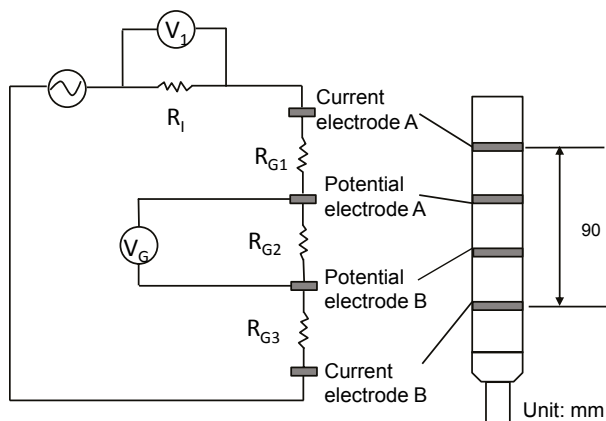 V1
RI
Current
electrode A
RG1
Potential
electrode A
VG
RG2
90
Potential
electrode B
RG3
Current
electrode B
Unit: mm